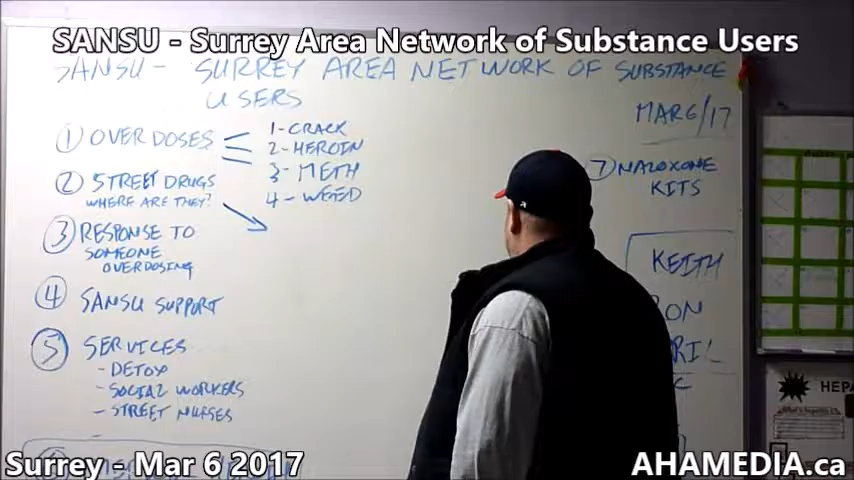 SANSU - Surrey Area Network of Substance Users
SANSU - SURREY AREA NETWORK OF SUBSTANCE
USERS
MAR 6/17
① OVERDOSES
1- CRACK
2- HEROIN
3- METH
4- WEED
② STREET DRUGS
WHERE ARE THEY?
③ RESPONSE TO
SOMEONE
OVERDOSING
④ SANSU SUPPORT
⑤ SERVICES
- DETOX
- SOCIAL WORKERS
- STREET NURSES
⑦ NALOXONE
KITS
KEITH
HEPA
Surrey - Mar 6 2017
AHAMEDIA.ca